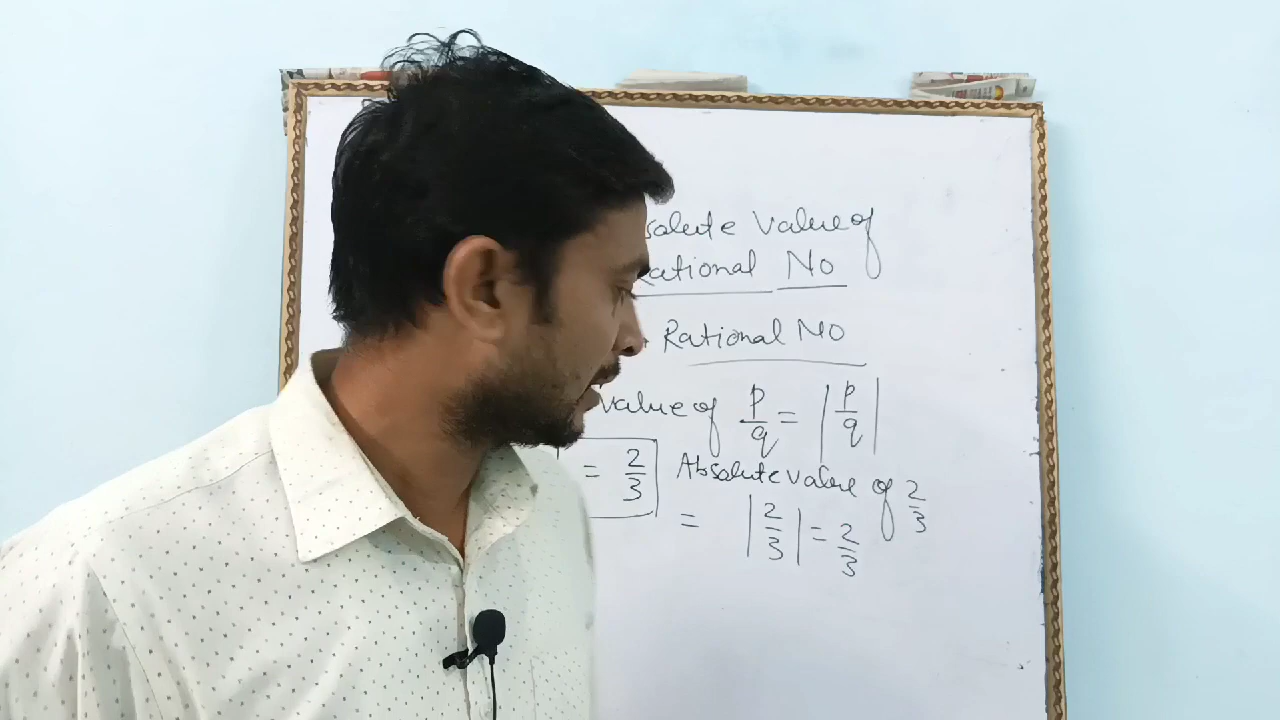 solute Value of
Rational No
Rational NO
value of p/q = |p/q|
= 2/3
Absolute value of 2/3
= |2/3| = 2/3